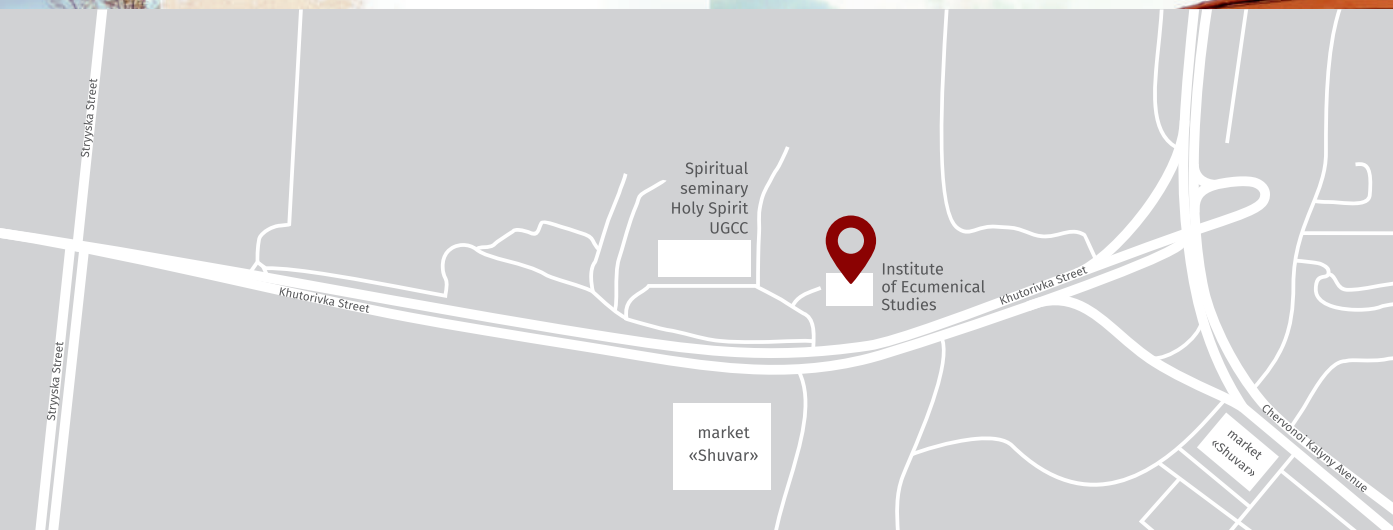 Stryyska Street
Spiritual
seminary
Holy Spirit
UGCC
Institute
of Ecumenical
Studies
Khutorivka Street
Khutorivka Street
Stryyska Street
market
«Shuvar»
market
«Shuvar»
Chervonoi Kalyny Avenue